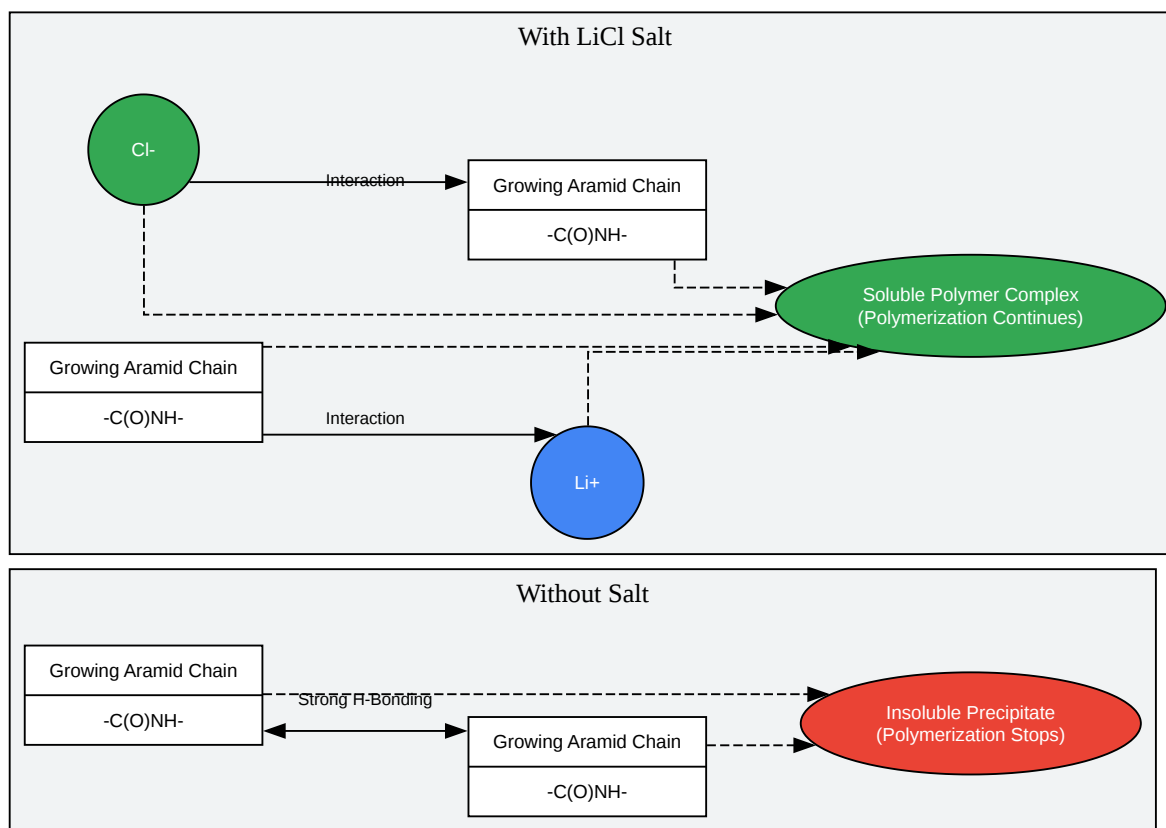 With LiCl Salt
Cl-
Interaction
Growing Aramid Chain
-C(O)NH-
Soluble Polymer Complex
(Polymerization Continues)
Growing Aramid Chain
-C(O)NH-
Interaction
Li+
Without Salt
Growing Aramid Chain
-C(O)NH-
Strong H-Bonding
Growing Aramid Chain
-C(O)NH-
Insoluble Precipitate
(Polymerization Stops)